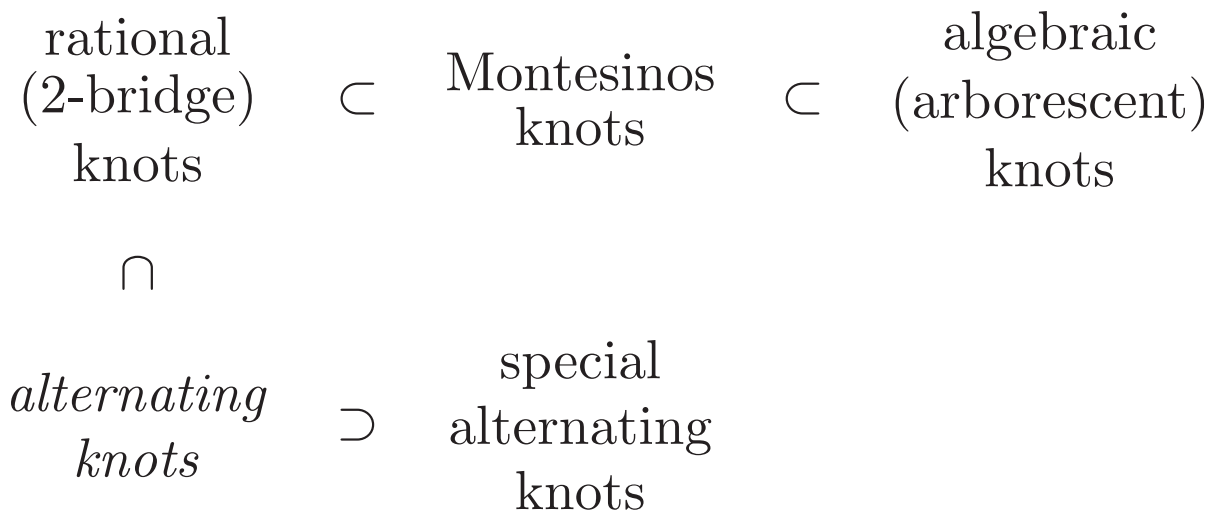 rational
(2-bridge)
knots
⊂
Montesinos
knots
⊂
algebraic
(arborescent)
knots
∩
alternating
knots
⊃
special
alternating
knots